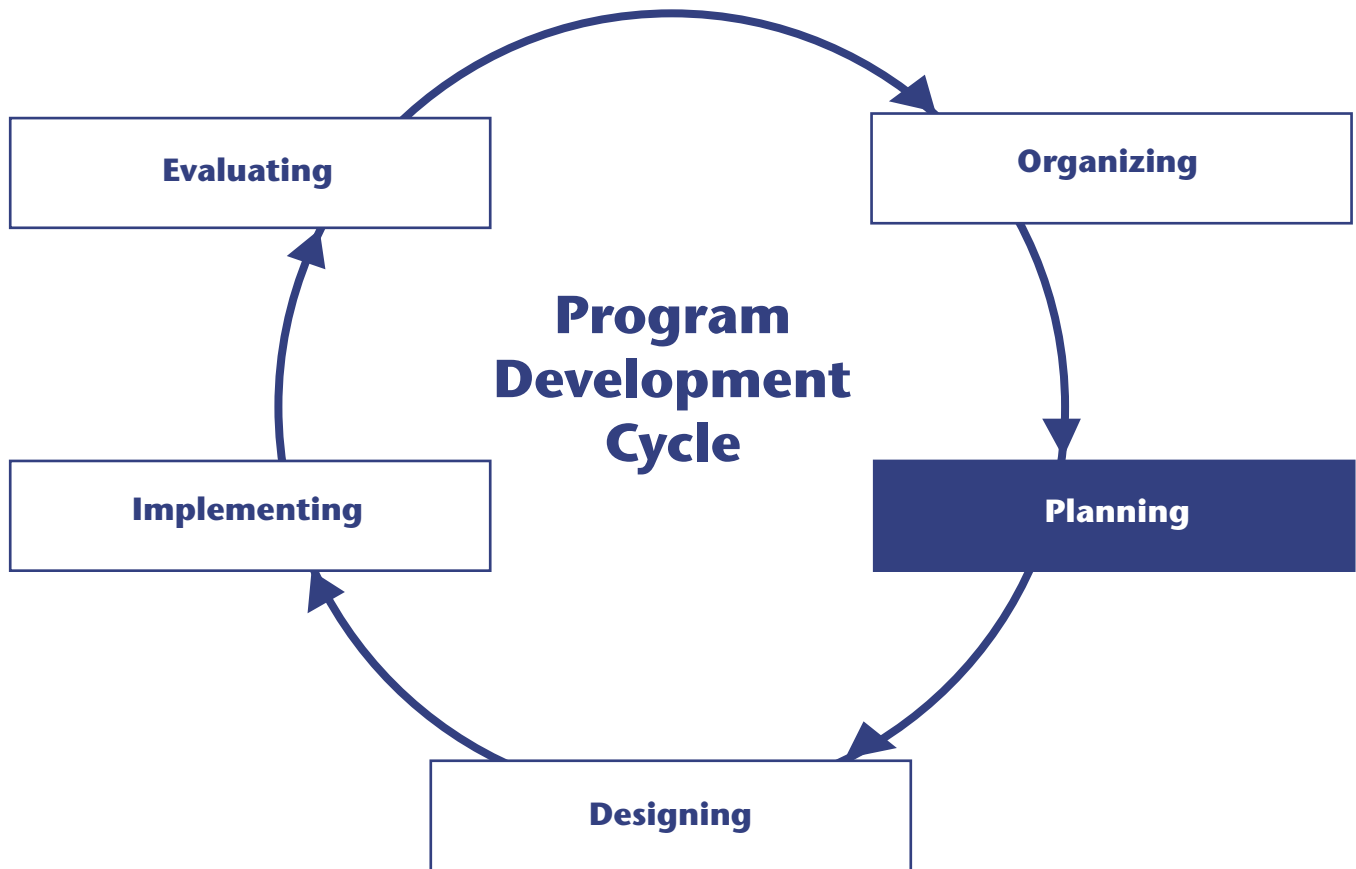 Evaluating
Organizing
Program
Development
Cycle
Implementing
Planning
Designing